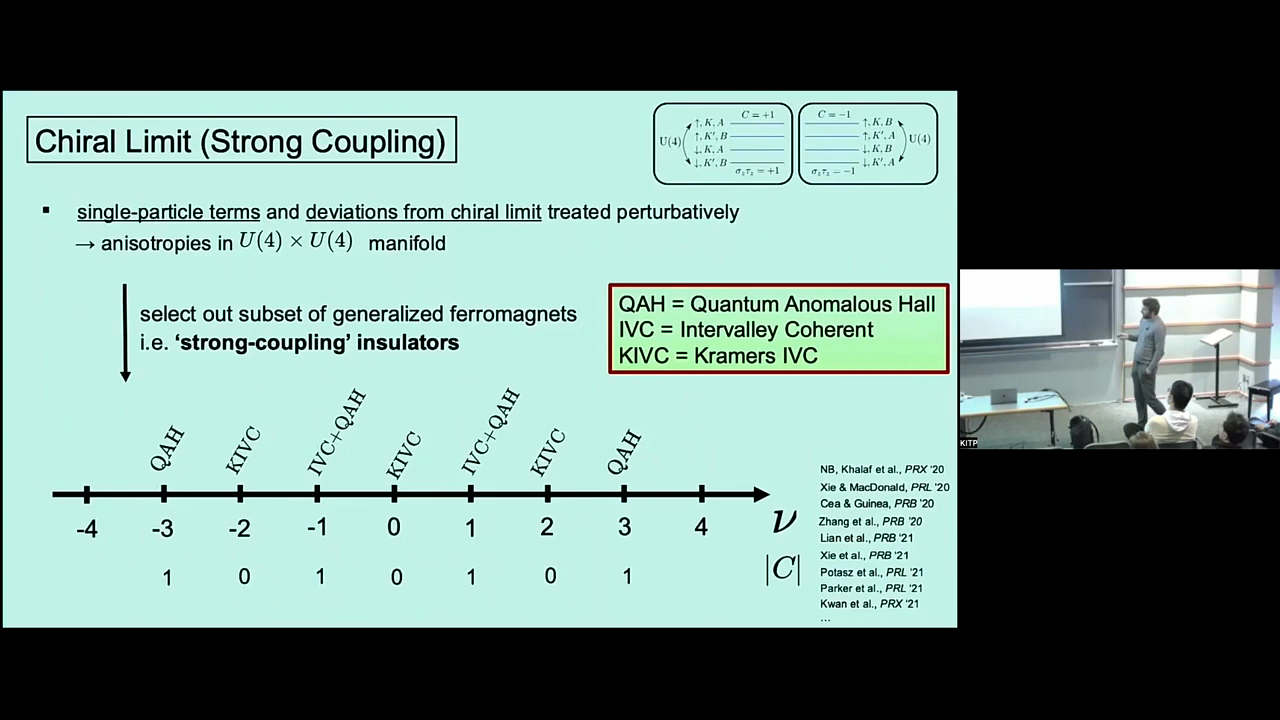 Chiral Limit (Strong Coupling)
U(4)
↑, K, A
↑, K′, B
↓, K, A
↓, K′, B
C = +1
σzτz = +1
C = −1
σzτz = −1
↑, K, B
↑, K′, A
↓, K, B
↓, K′, A
U(4)
▪ single-particle terms and deviations from chiral limit treated perturbatively
→ anisotropies in U(4) × U(4) manifold
select out subset of generalized ferromagnets
i.e. ‘strong-coupling’ insulators
QAH = Quantum Anomalous Hall
IVC = Intervalley Coherent
KIVC = Kramers IVC
QAH KIVC IVC+QAH KIVC IVC+QAH KIVC QAH
-4 -3 -2 -1 0 1 2 3 4 ν
1 0 1 0 1 0 1 |C|
NB, Khalaf et al., PRX '20
Xie & MacDonald, PRL '20
Cea & Guinea, PRB '20
Zhang et al., PRB '20
Lian et al., PRB '21
Xie et al., PRB '21
Potasz et al., PRL '21
Parker et al., PRL '21
Kwan et al., PRX '21
...
KITP